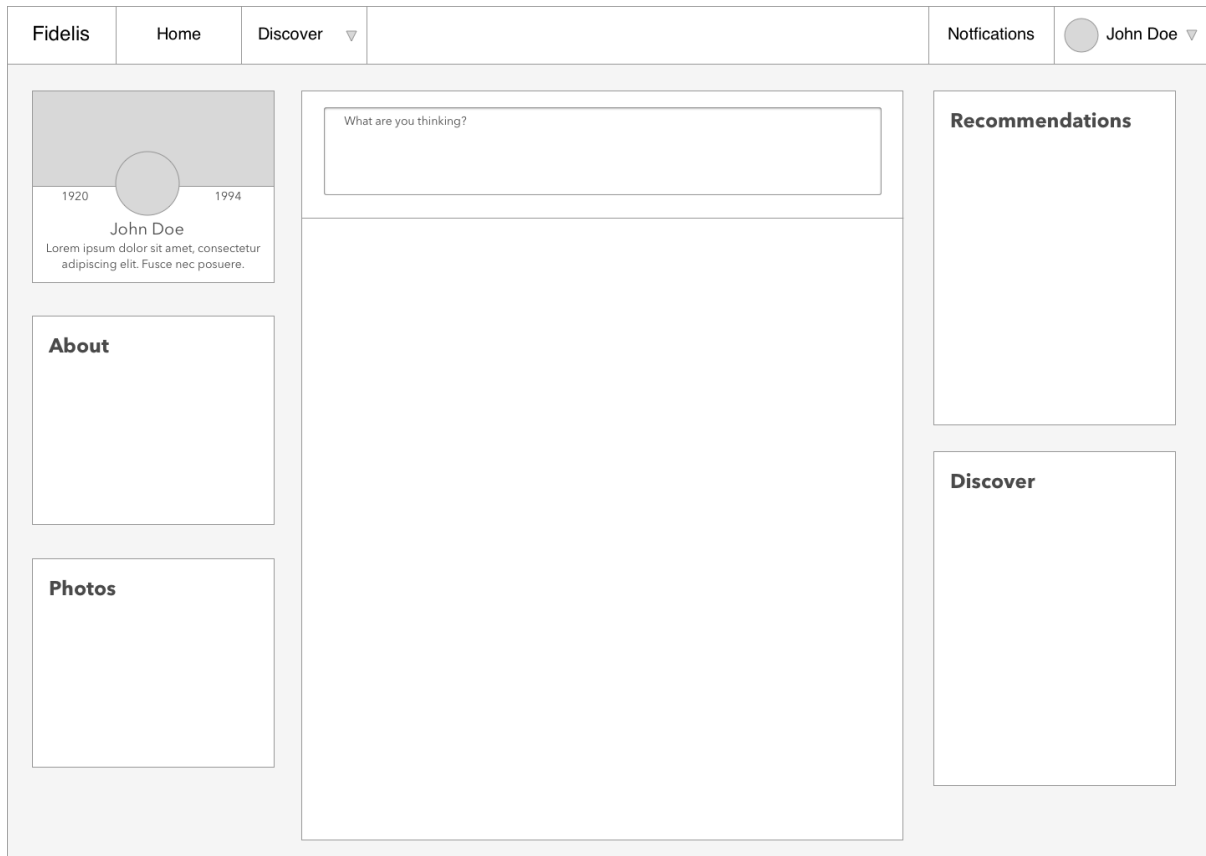 Fidelis
Home
Discover
Notfications
John Doe
1920
1994
John Doe
Lorem ipsum dolor sit amet, consectetur
adipiscing elit. Fusce nec posuere.
About
Photos
What are you thinking?
Recommendations
Discover